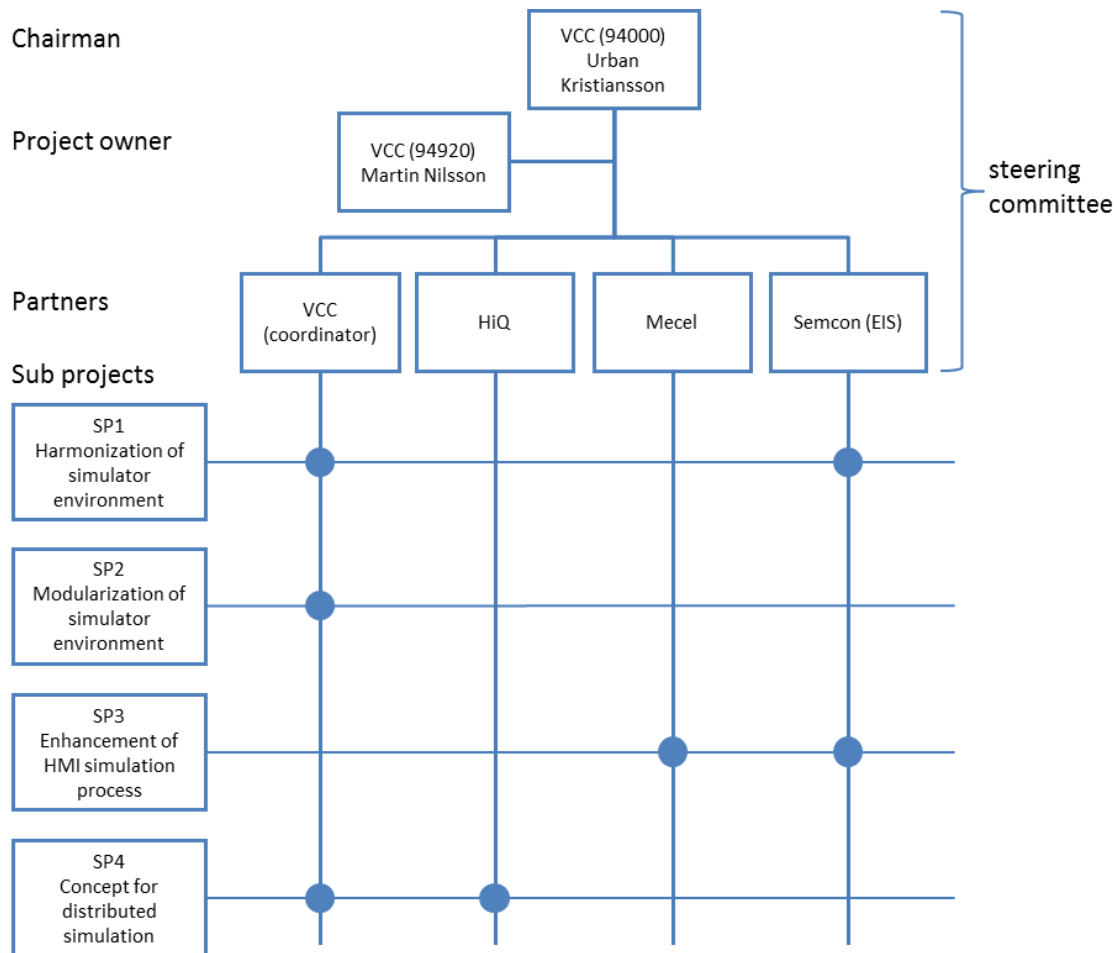 Chairman
VCC (94000)
Urban
Kristiansson
Project owner
VCC (94920)
Martin Nilsson
steering
committee
Partners
VCC
(coordinator)
HiQ
Mecel
Semcon (EIS)
Sub projects
SP1
Harmonization of
simulator
environment
SP2
Modularization of
simulator
environment
SP3
Enhancement of
HMI simulation
process
SP4
Concept for
distributed
simulation